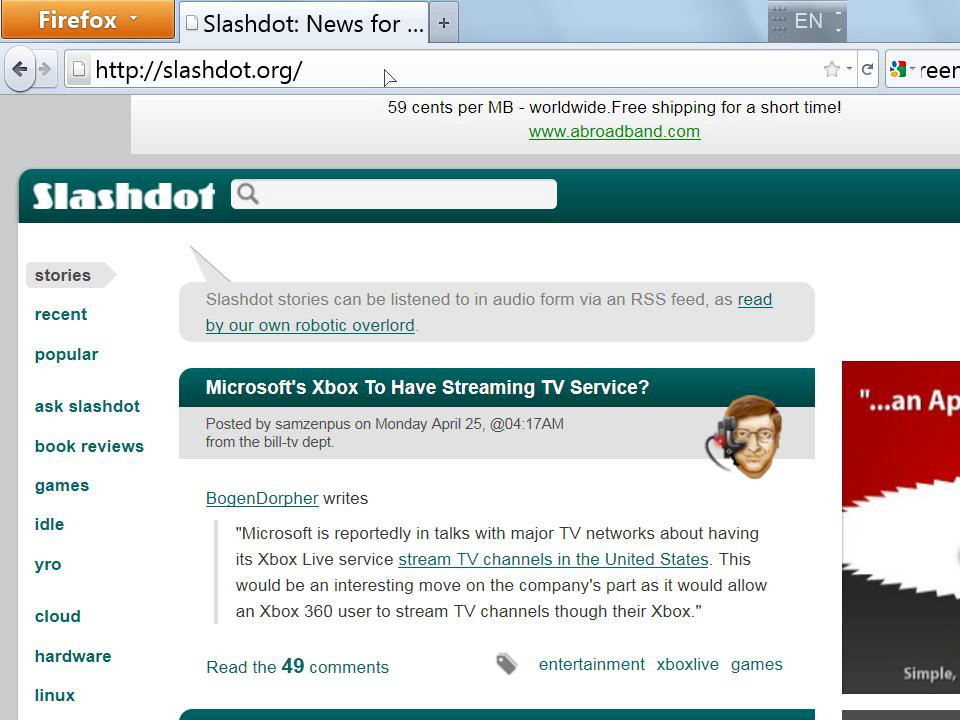 Firefox
Slashdot: News for ...
EN
http://slashdot.org/
59 cents per MB - worldwide.Free shipping for a short time!
www.abroadband.com
Slashdot
stories
recent
popular
ask slashdot
book reviews
games
idle
yro
cloud
hardware
linux
Slashdot stories can be listened to in audio form via an RSS feed, as read
by our own robotic overlord.
Microsoft's Xbox To Have Streaming TV Service?
Posted by samzenpus on Monday April 25, @04:17AM
from the bill-tv dept.
BogenDorpher writes
"Microsoft is reportedly in talks with major TV networks about having
its Xbox Live service stream TV channels in the United States. This
would be an interesting move on the company's part as it would allow
an Xbox 360 user to stream TV channels though their Xbox."
Read the 49 comments
entertainment xboxlive games
"...an Ap
Simple,